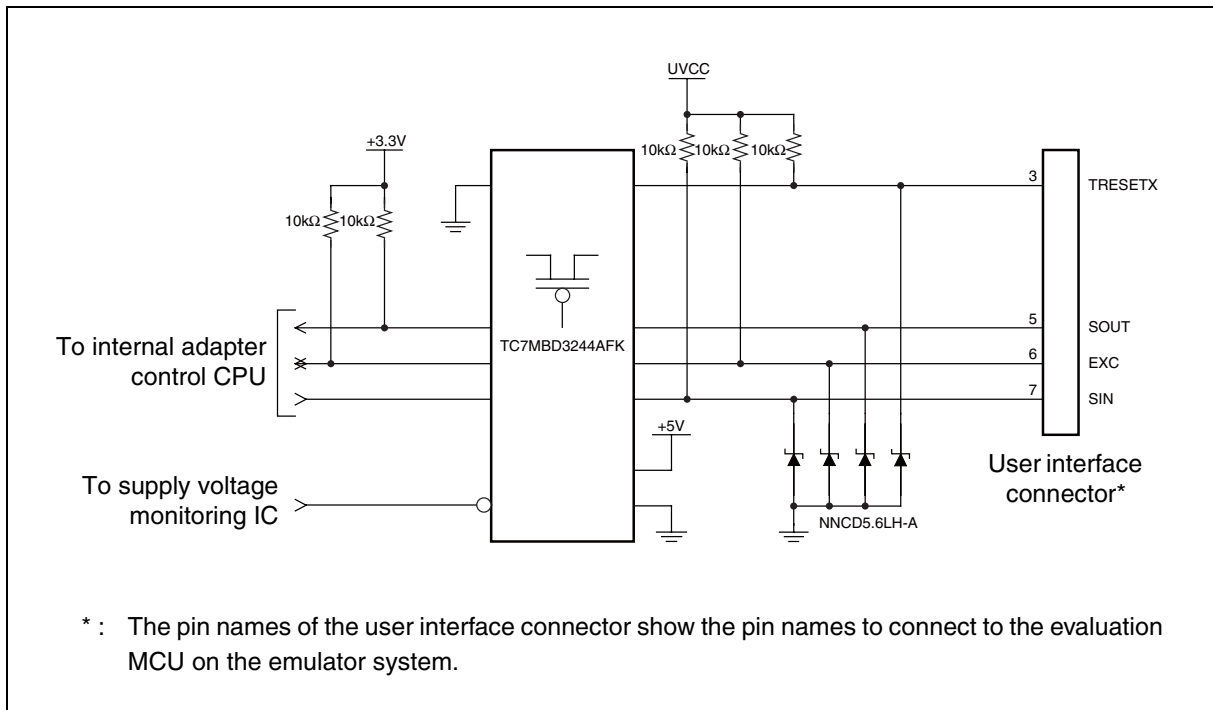 UVCC
+3.3V
10kΩ 10kΩ 10kΩ
3 TRESETX
10kΩ 10kΩ
TC7MBD3244AFK
5 SOUT
To internal adapter
control CPU
6 EXC
7 SIN
+5V
To supply voltage
monitoring IC
User interface
connector*
NNCD5.6LH-A
* : The pin names of the user interface connector show the pin names to connect to the evaluation
MCU on the emulator system.